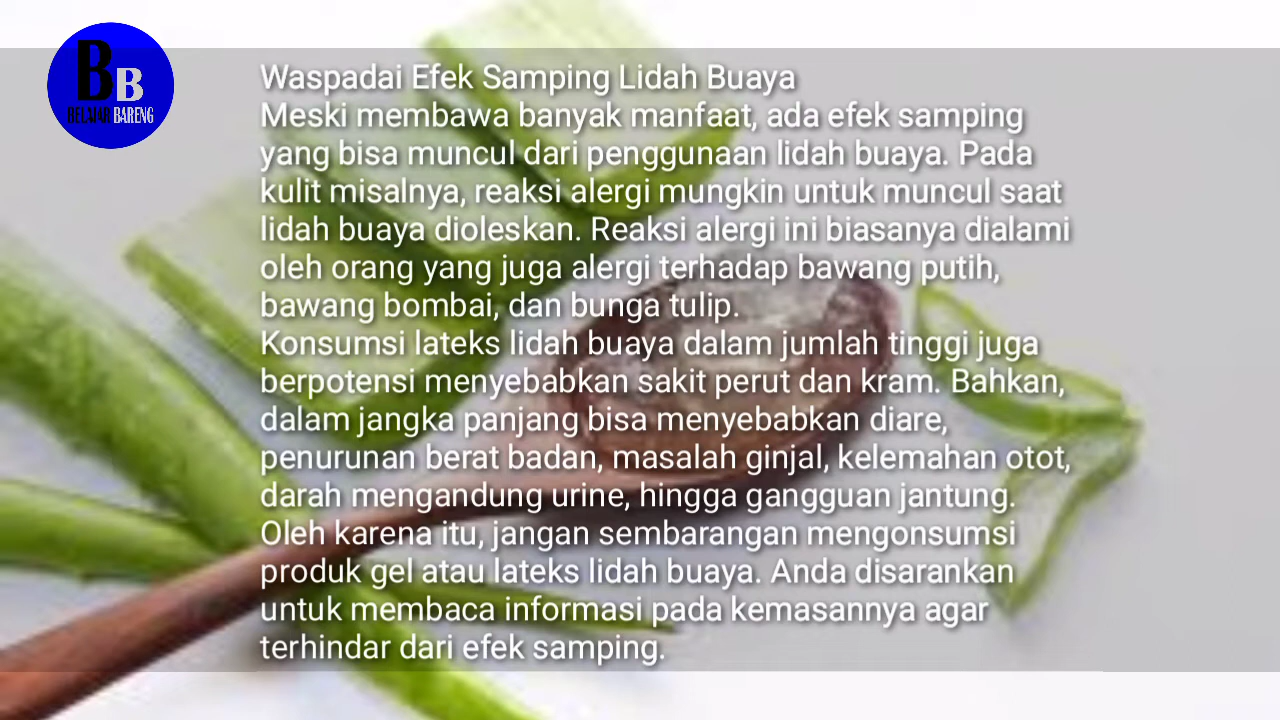 BB
BELAJAR BARENG
Waspadai Efek Samping Lidah Buaya
Meski membawa banyak manfaat, ada efek samping
yang bisa muncul dari penggunaan lidah buaya. Pada
kulit misalnya, reaksi alergi mungkin untuk muncul saat
lidah buaya dioleskan. Reaksi alergi ini biasanya dialami
oleh orang yang juga alergi terhadap bawang putih,
bawang bombai, dan bunga tulip.
Konsumsi lateks lidah buaya dalam jumlah tinggi juga
berpotensi menyebabkan sakit perut dan kram. Bahkan,
dalam jangka panjang bisa menyebabkan diare,
penurunan berat badan, masalah ginjal, kelemahan otot,
darah mengandung urine, hingga gangguan jantung.
Oleh karena itu, jangan sembarangan mengonsumsi
produk gel atau lateks lidah buaya. Anda disarankan
untuk membaca informasi pada kemasannya agar
terhindar dari efek samping.